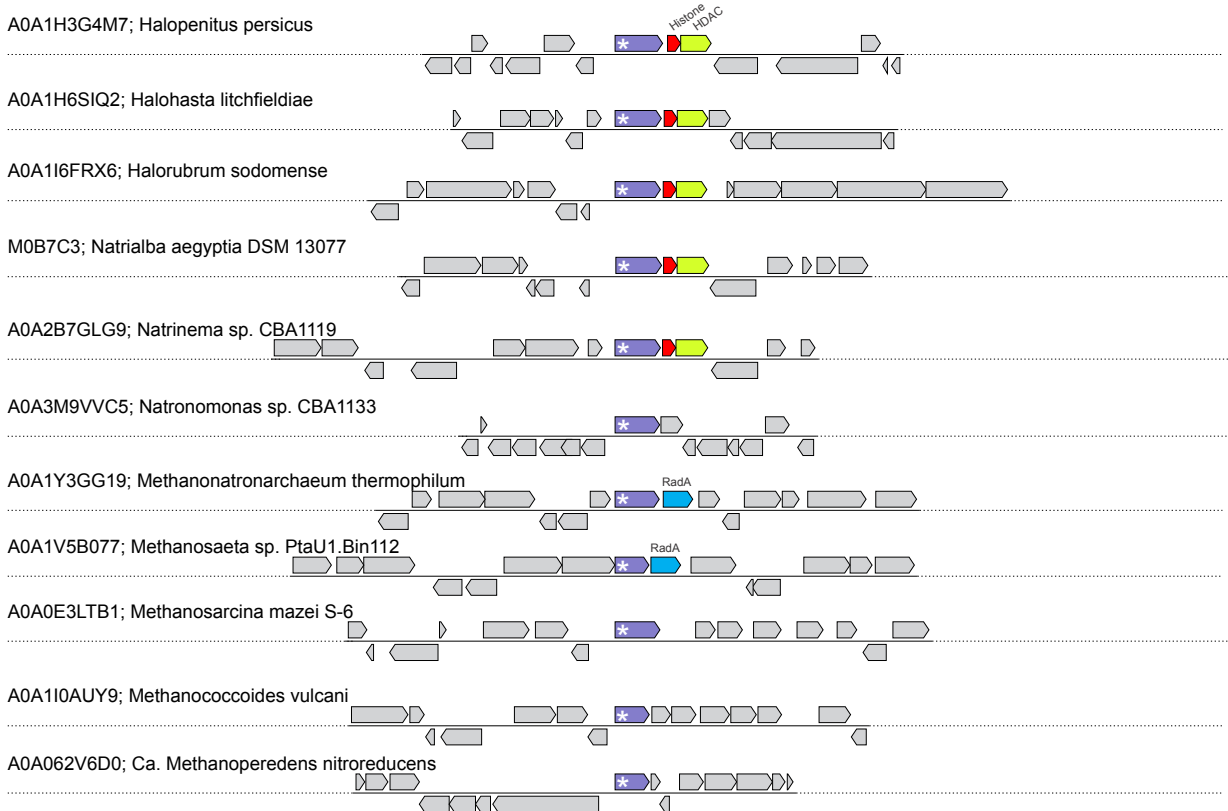 A0A1H3G4M7; Halopenitus persicus
Histone
HDAC
*
A0A1H6SIQ2; Halohasta litchfieldiae
*
A0A1I6FRX6; Halorubrum sodomense
*
M0B7C3; Natrialba aegyptia DSM 13077
*
A0A2B7GLG9; Natrinema sp. CBA1119
*
A0A3M9VVC5; Natronomonas sp. CBA1133
*
A0A1Y3GG19; Methanonatronarchaeum thermophilum
RadA
*
A0A1V5B077; Methanosaeta sp. PtaU1.Bin112
RadA
*
A0A0E3LTB1; Methanosarcina mazei S-6
*
A0A1I0AUY9; Methanococcoides vulcani
*
A0A062V6D0; Ca. Methanoperedens nitroreducens
*